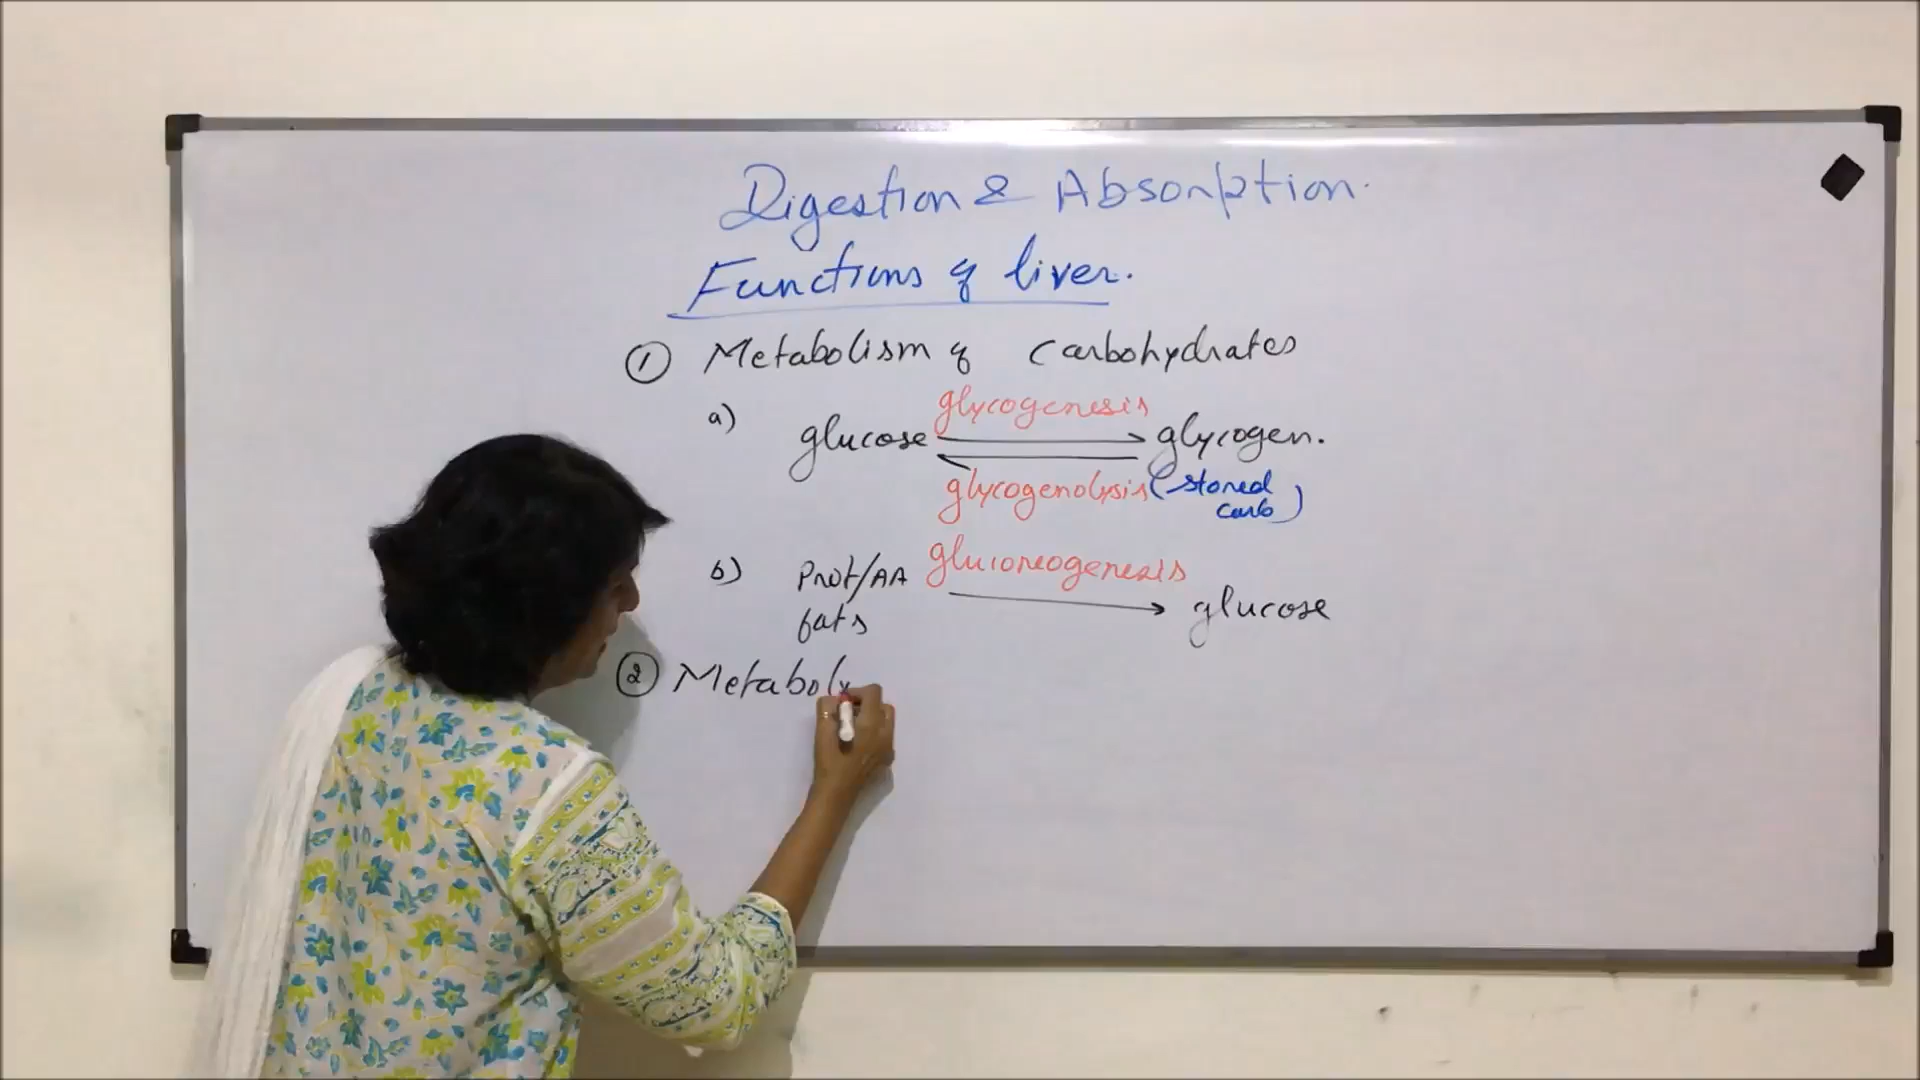 Digestion & Absorption.
Functions of liver.
① Metabolism of Carbohydrates
glycogenesis
a) glucose glycogen.
glycogenolysis (stored carb)
b) Prot/AA gluconeogenesis
fats glucose
② Metabol